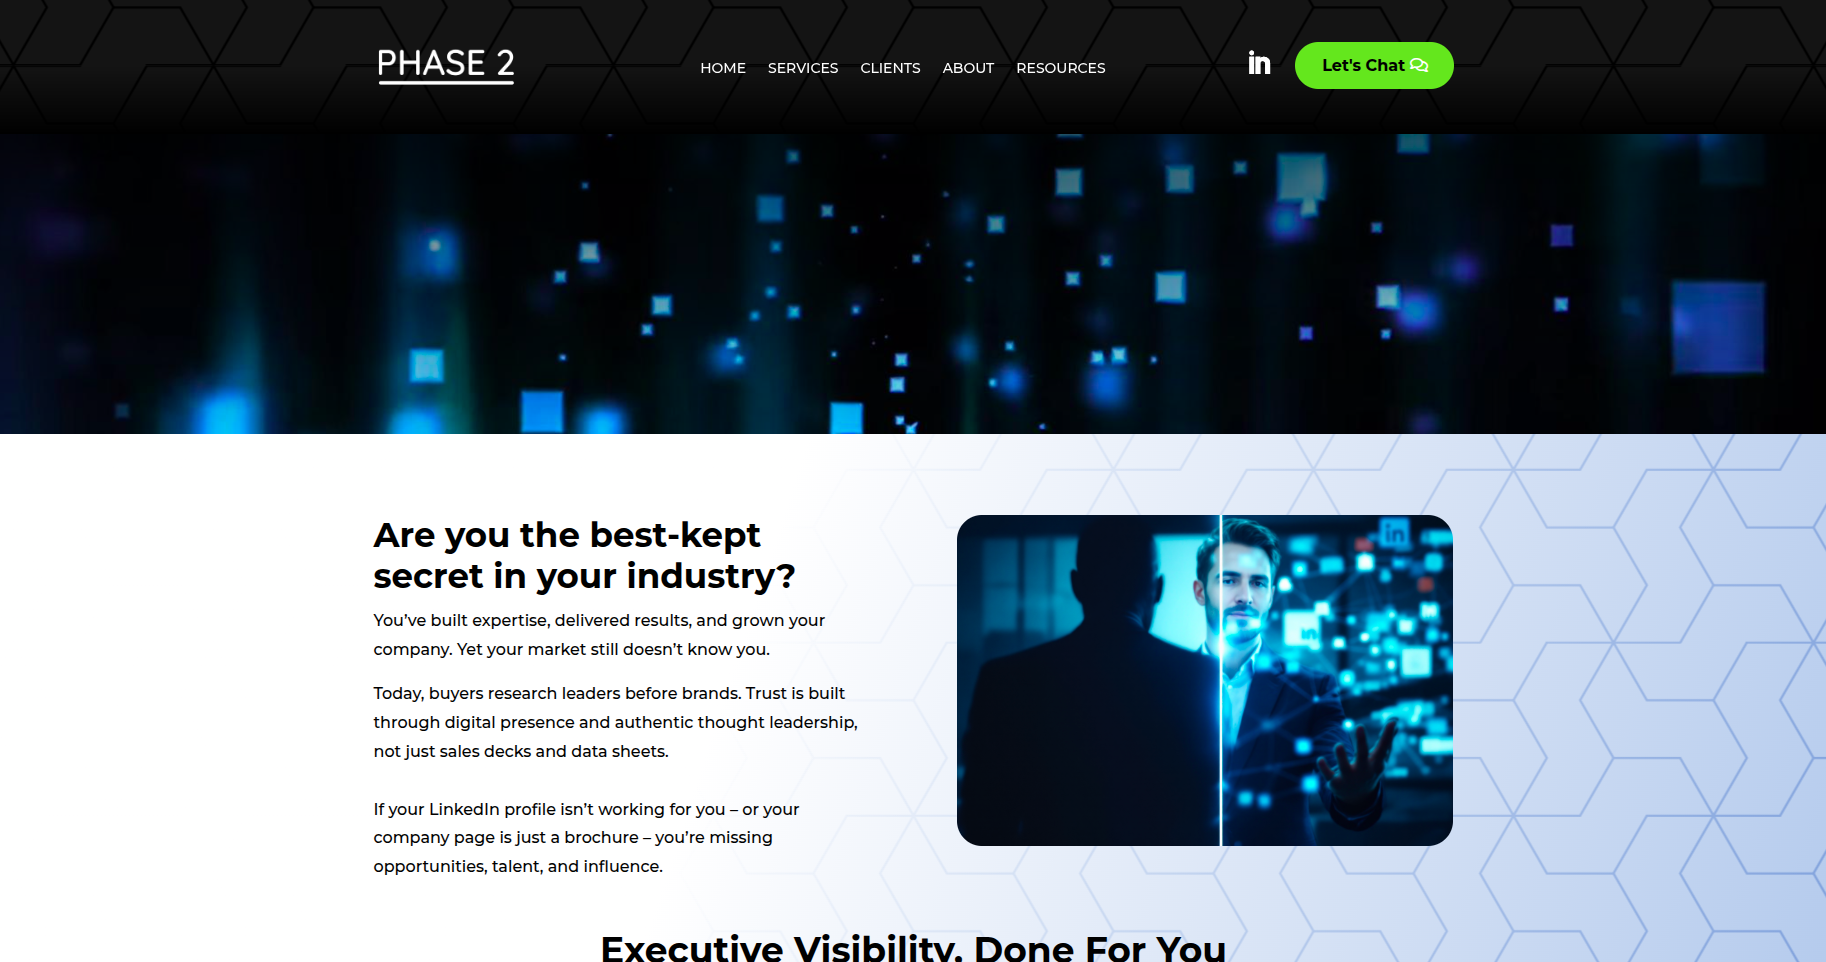 PHASE 2
HOME SERVICES CLIENTS ABOUT RESOURCES
in
Let's Chat
Are you the best-kept
secret in your industry?
You’ve built expertise, delivered results, and grown your
company. Yet your market still doesn’t know you.
Today, buyers research leaders before brands. Trust is built
through digital presence and authentic thought leadership,
not just sales decks and data sheets.
If your LinkedIn profile isn’t working for you – or your
company page is just a brochure – you’re missing
opportunities, talent, and influence.
in
in
Executive Visibility, Done For You